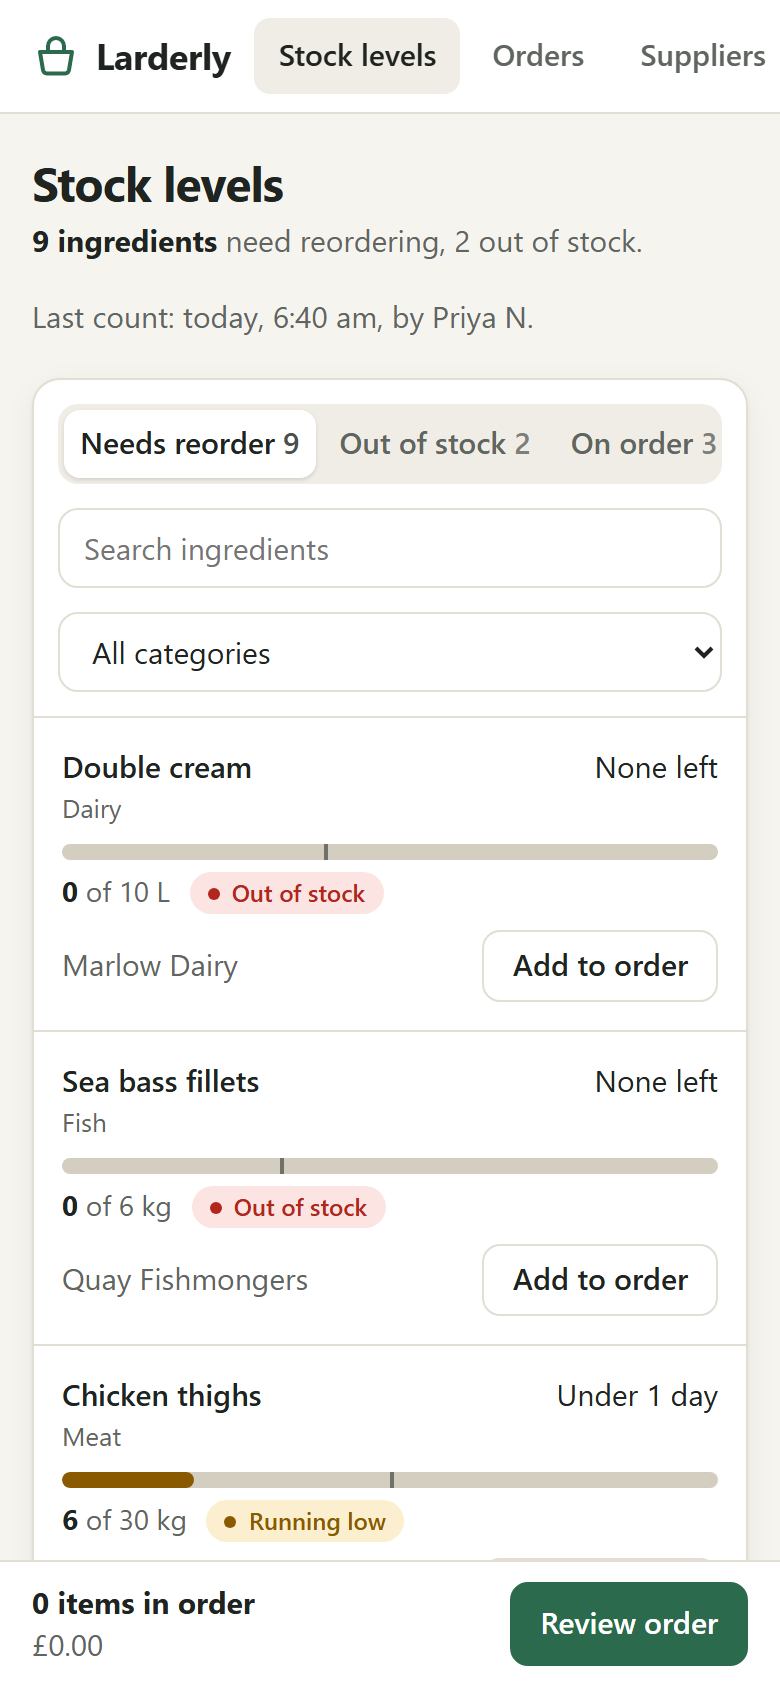 Larderly Stock levels Orders Suppliers
Stock levels
9 ingredients need reordering, 2 out of stock.
Last count: today, 6:40 am, by Priya N.
Needs reorder 9 Out of stock 2 On order 3
Search ingredients
All categories
Double cream None left
Dairy
0 of 10 L Out of stock
Marlow Dairy Add to order
Sea bass fillets None left
Fish
0 of 6 kg Out of stock
Quay Fishmongers Add to order
Chicken thighs Under 1 day
Meat
6 of 30 kg Running low
0 items in order
£0.00
Review order